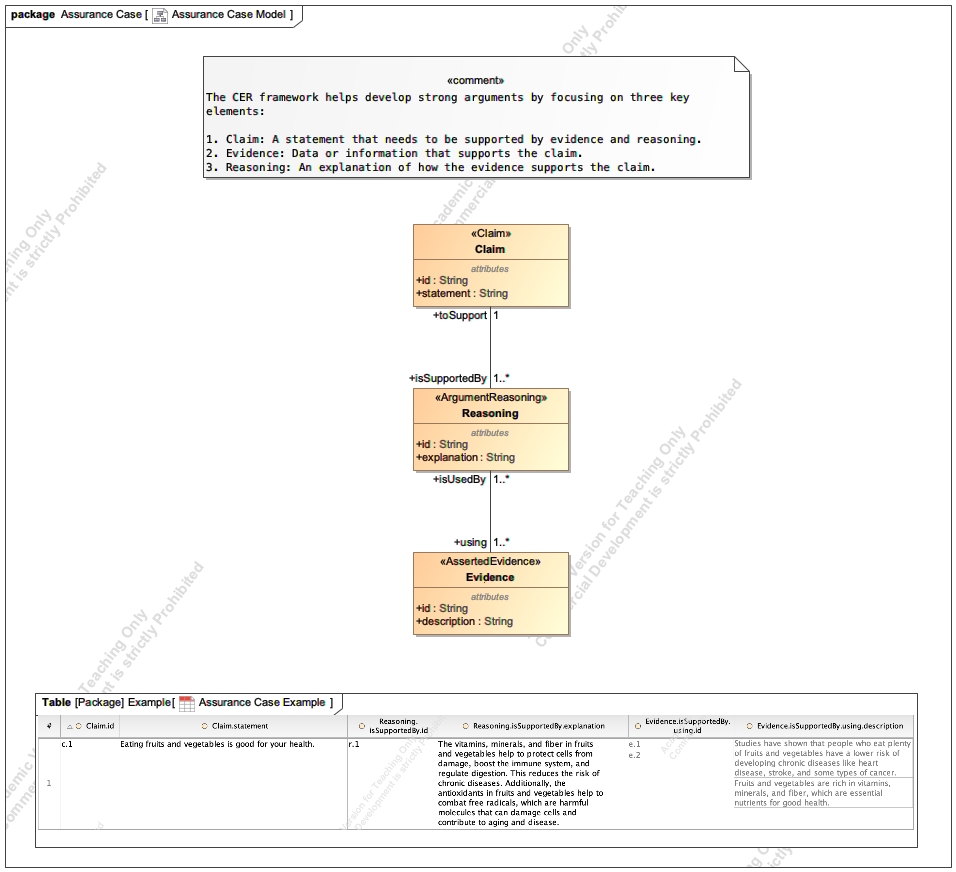 package Assurance Case [ Assurance Case Model ]
«comment»
The CER framework helps develop strong arguments by focusing on three key
elements:
1. Claim: A statement that needs to be supported by evidence and reasoning.
2. Evidence: Data or information that supports the claim.
3. Reasoning: An explanation of how the evidence supports the claim.
«Claim»
Claim
attributes
+id : String
+statement : String
+toSupport 1
+isSupportedBy 1..*
«ArgumentReasoning»
Reasoning
attributes
+id : String
+explanation : String
+isUsedBy 1..*
+using 1..*
«AssertedEvidence»
Evidence
attributes
+id : String
+description : String
Table [Package] Example[ Assurance Case Example ]
# Claim.id Claim.statement Reasoning.
isSupportedBy.id Reasoning.isSupportedBy.explanation Evidence.isSupportedBy.
using.id Evidence.isSupportedBy.using.description
1
c.1
Eating fruits and vegetables is good for your health.
r.1
The vitamins, minerals, and fiber in fruits
and vegetables help to protect cells from
damage, boost the immune system, and
regulate digestion. This reduces the risk of
chronic diseases. Additionally, the
antioxidants in fruits and vegetables help to
combat free radicals, which are harmful
molecules that can damage cells and
contribute to aging and disease.
e.1
e.2
Studies have shown that people who eat plenty
of fruits and vegetables have a lower risk of
developing chronic diseases like heart
disease, stroke, and some types of cancer.
Fruits and vegetables are rich in vitamins,
minerals, and fiber, which are essential
nutrients for good health.
Teaching Only
is strictly Prohibited
Version for Teaching Only
Development is strictly Prohibited